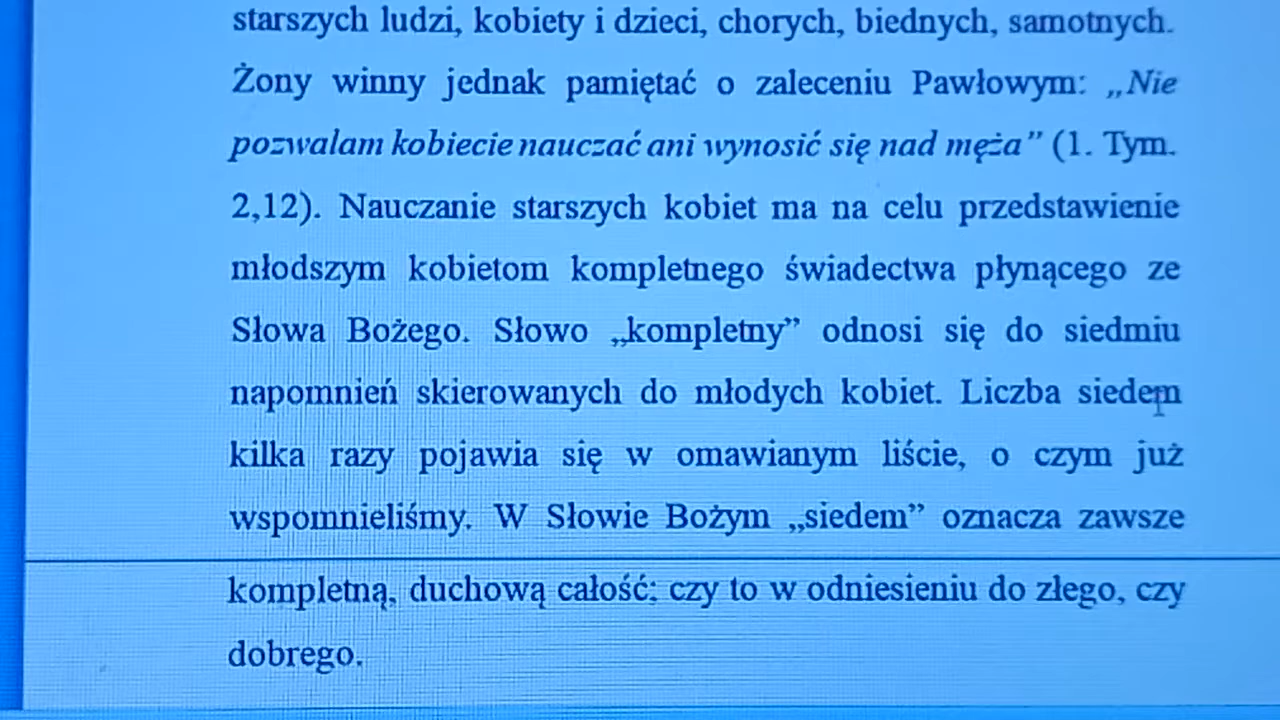 starszych ludzi, kobiety i dzieci, chorych, biednych, samotnych.
Żony winny jednak pamiętać o zaleceniu Pawłowym: „Nie
pozwalam kobiecie nauczać ani wynosić się nad męża” (1. Tym.
2,12). Nauczanie starszych kobiet ma na celu przedstawienie
młodszym kobietom kompletnego świadectwa płynącego ze
Słowa Bożego. Słowo „kompletny” odnosi się do siedmiu
napomnień skierowanych do młodych kobiet. Liczba siedem
kilka razy pojawia się w omawianym liście, o czym już
wspomnieliśmy. W Słowie Bożym „siedem” oznacza zawsze
kompletną, duchową całość; czy to w odniesieniu do złego, czy
dobrego.